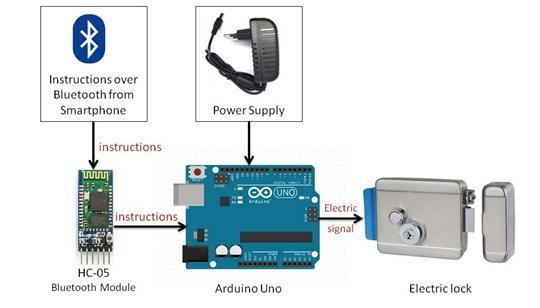 Instructions over
Bluetooth from
Smartphone
Power Supply
instructions
instructions
UNO
Electric
signal
HC-05
Bluetooth Module
Arduino Uno
Electric lock